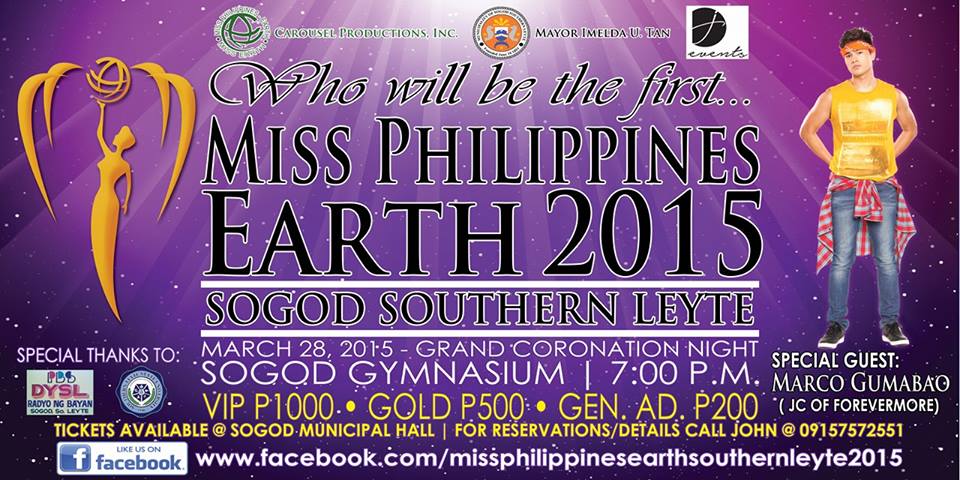 CAROUSEL PRODUCTIONS, INC.
MAYOR IMELDA U. TAN
f
events
Who will be the first...
MISS PHILIPPINES
EARTH 2015
SOGOD SOUTHERN LEYTE
MARCH 28, 2015 - GRAND CORONATION NIGHT
SOGOD GYMNASIUM | 7:00 P.M.
VIP P1000 • GOLD P500 • GEN. AD. P200
SPECIAL THANKS TO:
PBS
DYSL
RADYO NG BAYAN
SOGOD, So. LEYTE
SPECIAL GUEST:
MARCO GUMABAO
( JC OF FOREVERMORE)
TICKETS AVAILABLE @ SOGOD MUNICIPAL HALL | FOR RESERVATIONS/DETAILS CALL JOHN @ 09157572551
LIKE US ON
facebook
www.facebook.com/missphilippinesearthsouthernleyte2015